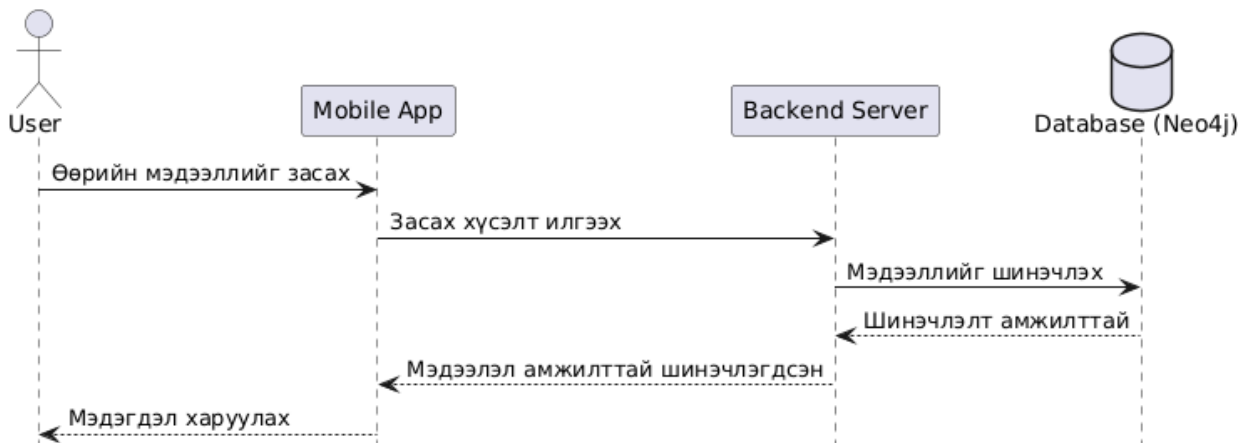 User
Mobile App
Backend Server
Database (Neo4j)
Өөрийн мэдээллийг засах
Засах хүсэлт илгээх
Мэдээллийг шинэчлэх
Шинэчлэлт амжилттай
Мэдээлэл амжилттай шинэчлэгдсэн
Мэдэгдэл харуулах